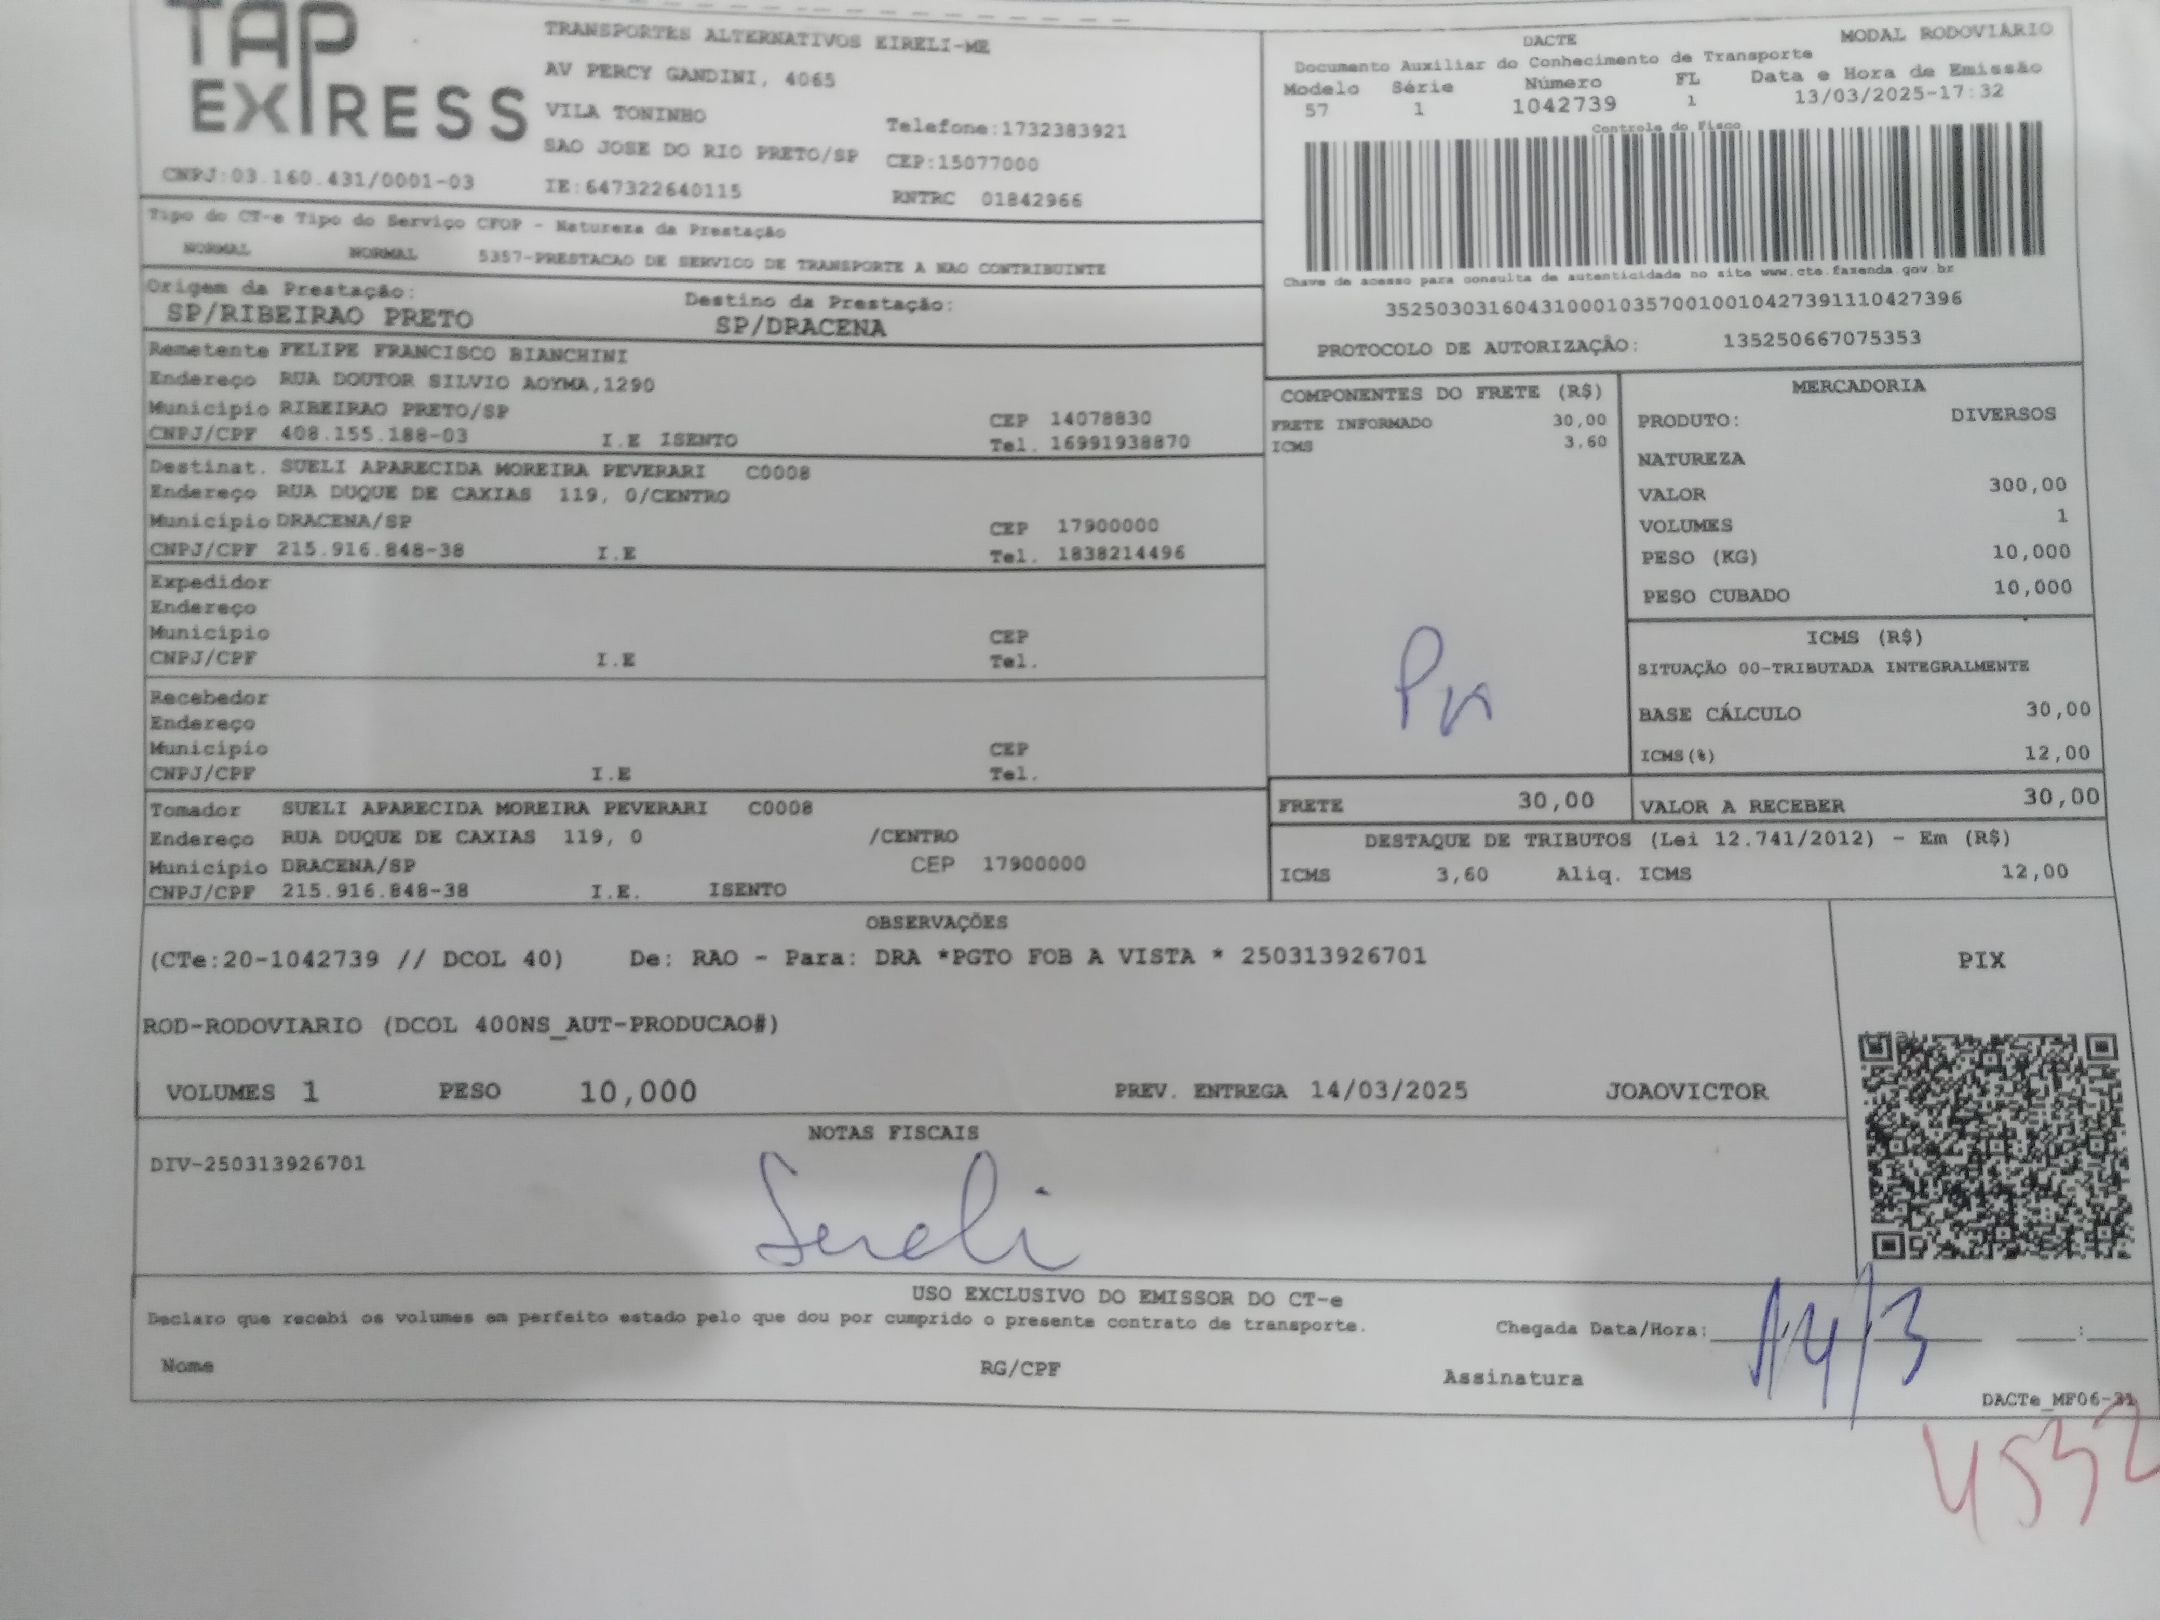 TAP EXPRESS
TRANSPORTES ALTERNATIVOS EIRELI-ME
AV PERCY GANDINI, 4065
VILA TONINHO
Telefone:1732383921
SAO JOSE DO RIO PRETO/SP CEP:15077000
CNPJ:03.160.431/0001-03 IE:647322640115 RNTRC 01842966
DACTE MODAL RODOVIÁRIO
Documento Auxiliar do Conhecimento de Transporte
Modelo Série Número FL Data e Hora de Emissão
57 1 1042739 1 13/03/2025-17:32
Controle do Fisco
Chave de acesso para consulta de autenticidade no site www.cte.fazenda.gov.br
35250303160431000103570010010427391110427396
PROTOCOLO DE AUTORIZAÇÃO: 135250667075353
Tipo do CT-e Tipo do Serviço CFOP - Natureza da Prestação
NORMAL NORMAL 5357-PRESTACAO DE SERVICO DE TRANSPORTE A NAO CONTRIBUINTE
Origem da Prestação: Destino da Prestação:
SP/RIBEIRAO PRETO SP/DRACENA
Remetente FELIPE FRANCISCO BIANCHINI
Endereço RUA DOUTOR SILVIO AOYMA,1290
Município RIBEIRAO PRETO/SP CEP 14078830
CNPJ/CPF 408.155.188-03 I.E ISENTO Tel. 16991938870
Destinat. SUELI APARECIDA MOREIRA PEVERARI C0008
Endereço RUA DUQUE DE CAXIAS 119, 0/CENTRO
Município DRACENA/SP CEP 17900000
CNPJ/CPF 215.916.848-38 I.E Tel. 1838214496
Expedidor
Endereço
Município CEP
CNPJ/CPF I.E Tel.
Recebedor
Endereço
Município CEP
CNPJ/CPF I.E Tel.
Tomador SUELI APARECIDA MOREIRA PEVERARI C0008
Endereço RUA DUQUE DE CAXIAS 119, 0 /CENTRO
Município DRACENA/SP CEP 17900000
CNPJ/CPF 215.916.848-38 I.E. ISENTO
COMPONENTES DO FRETE (R$)
FRETE INFORMADO 30,00
ICMS 3,60
MERCADORIA
PRODUTO: DIVERSOS
NATUREZA
VALOR 300,00
VOLUMES 1
PESO (KG) 10,000
PESO CUBADO 10,000
ICMS (R$)
SITUAÇÃO 00-TRIBUTADA INTEGRALMENTE
BASE CÁLCULO 30,00
ICMS(%) 12,00
FRETE 30,00 VALOR A RECEBER 30,00
DESTAQUE DE TRIBUTOS (Lei 12.741/2012) - Em (R$)
ICMS 3,60 Aliq. ICMS 12,00
OBSERVAÇÕES
(CTe:20-1042739 // DCOL 40) De: RAO - Para: DRA *PGTO FOB A VISTA * 250313926701
PIX
ROD-RODOVIARIO (DCOL 400NS_AUT-PRODUCAO#)
VOLUMES 1 PESO 10,000 PREV. ENTREGA 14/03/2025 JOAOVICTOR
NOTAS FISCAIS
DIV-250313926701
Sueli
USO EXCLUSIVO DO EMISSOR DO CT-e
Declaro que recebi os volumes em perfeito estado pelo que dou por cumprido o presente contrato de transporte.
Chegada Data/Hora: 14/3 :
Nome RG/CPF Assinatura
DACTe_MF06-31
4532